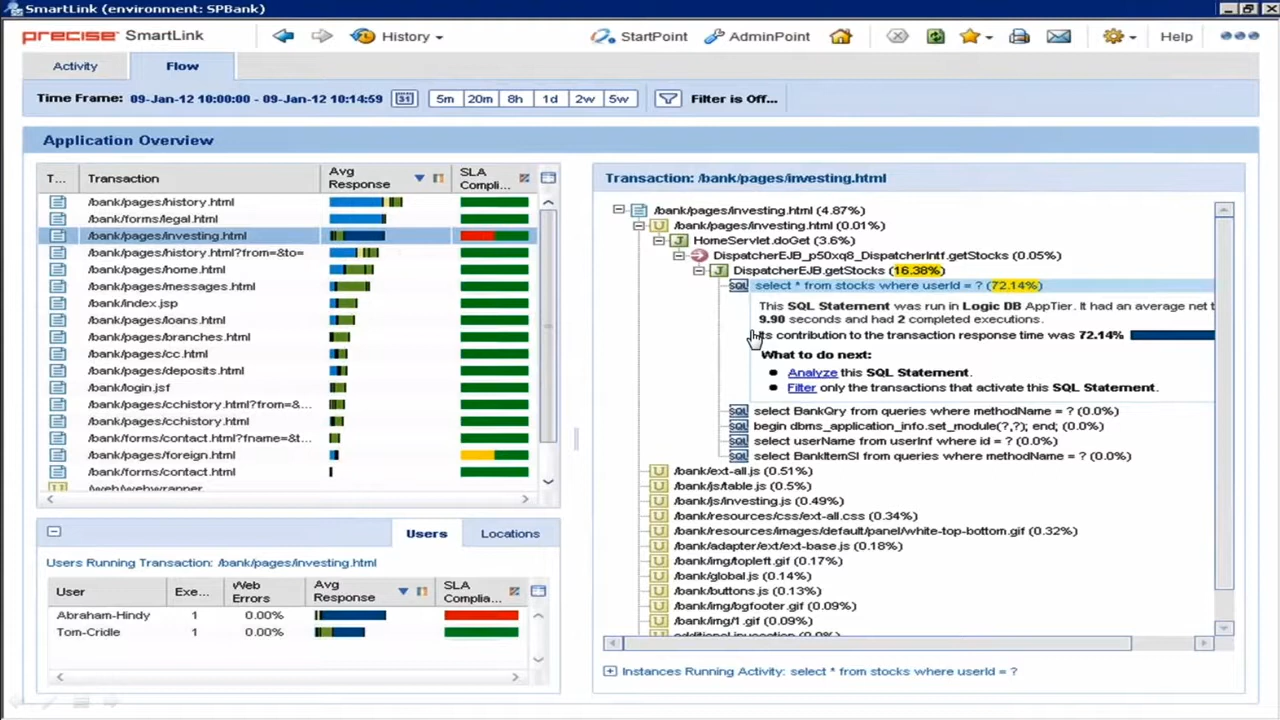 SmartLink (environment: SPBank)
precise SmartLink
History
StartPoint
AdminPoint
Help
Activity
Flow
Time Frame: 09-Jan-12 10:00:00 - 09-Jan-12 10:14:59
31
5m
20m
8h
1d
2w
5w
Filter is Off...
Application Overview
T...
Transaction
Avg Response
SLA Compli...
/bank/pages/history.html
/bank/forms/legal.html
/bank/pages/investing.html
/bank/pages/history.html?from=&to=
/bank/pages/home.html
/bank/pages/messages.html
/bank/index.jsp
/bank/pages/loans.html
/bank/pages/branches.html
/bank/pages/cc.html
/bank/pages/deposits.html
/bank/login.jsf
/bank/pages/cchistory.html?from=&...
/bank/pages/cchistory.html
/bank/forms/contact.html?fname=&t...
/bank/pages/foreign.html
/bank/forms/contact.html
/web/webwrapper
Users
Locations
Users Running Transaction: /bank/pages/investing.html
User
Exe...
Web Errors
Avg Response
SLA Complia...
Abraham-Hindy 1 0.00%
Tom-Cridle 1 0.00%
Transaction: /bank/pages/investing.html
/bank/pages/investing.html (4.87%)
U /bank/pages/investing.html (0.01%)
J HomeServlet.doGet (3.6%)
DispatcherEJB_p50xq8_DispatcherIntf.getStocks (0.05%)
J DispatcherEJB.getStocks (16.38%)
SQL select * from stocks where userId = ? (72.14%)
This SQL Statement was run in Logic DB AppTier. It had an average net t
9.90 seconds and had 2 completed executions.
Its contribution to the transaction response time was 72.14%
What to do next:
Analyze this SQL Statement.
Filter only the transactions that activate this SQL Statement.
SQL select BankQry from queries where methodName = ? (0.0%)
SQL begin dbms_application_info.set_module(?,?); end; (0.0%)
SQL select userName from userInf where id = ? (0.0%)
SQL select BankItemSl from queries where methodName = ? (0.0%)
U /bank/ext-all.js (0.51%)
U /bank/js/table.js (0.5%)
U /bank/js/investing.js (0.49%)
U /bank/resources/css/ext-all.css (0.34%)
U /bank/resources/images/default/panel/white-top-bottom.gif (0.32%)
U /bank/adapter/ext/ext-base.js (0.18%)
U /bank/img/topleft.gif (0.17%)
U /bank/global.js (0.14%)
U /bank/buttons.js (0.13%)
U /bank/img/bgfooter.gif (0.09%)
U /bank/img/1.gif (0.09%)
additional invocation (0.0%)
Instances Running Activity: select * from stocks where userId = ?